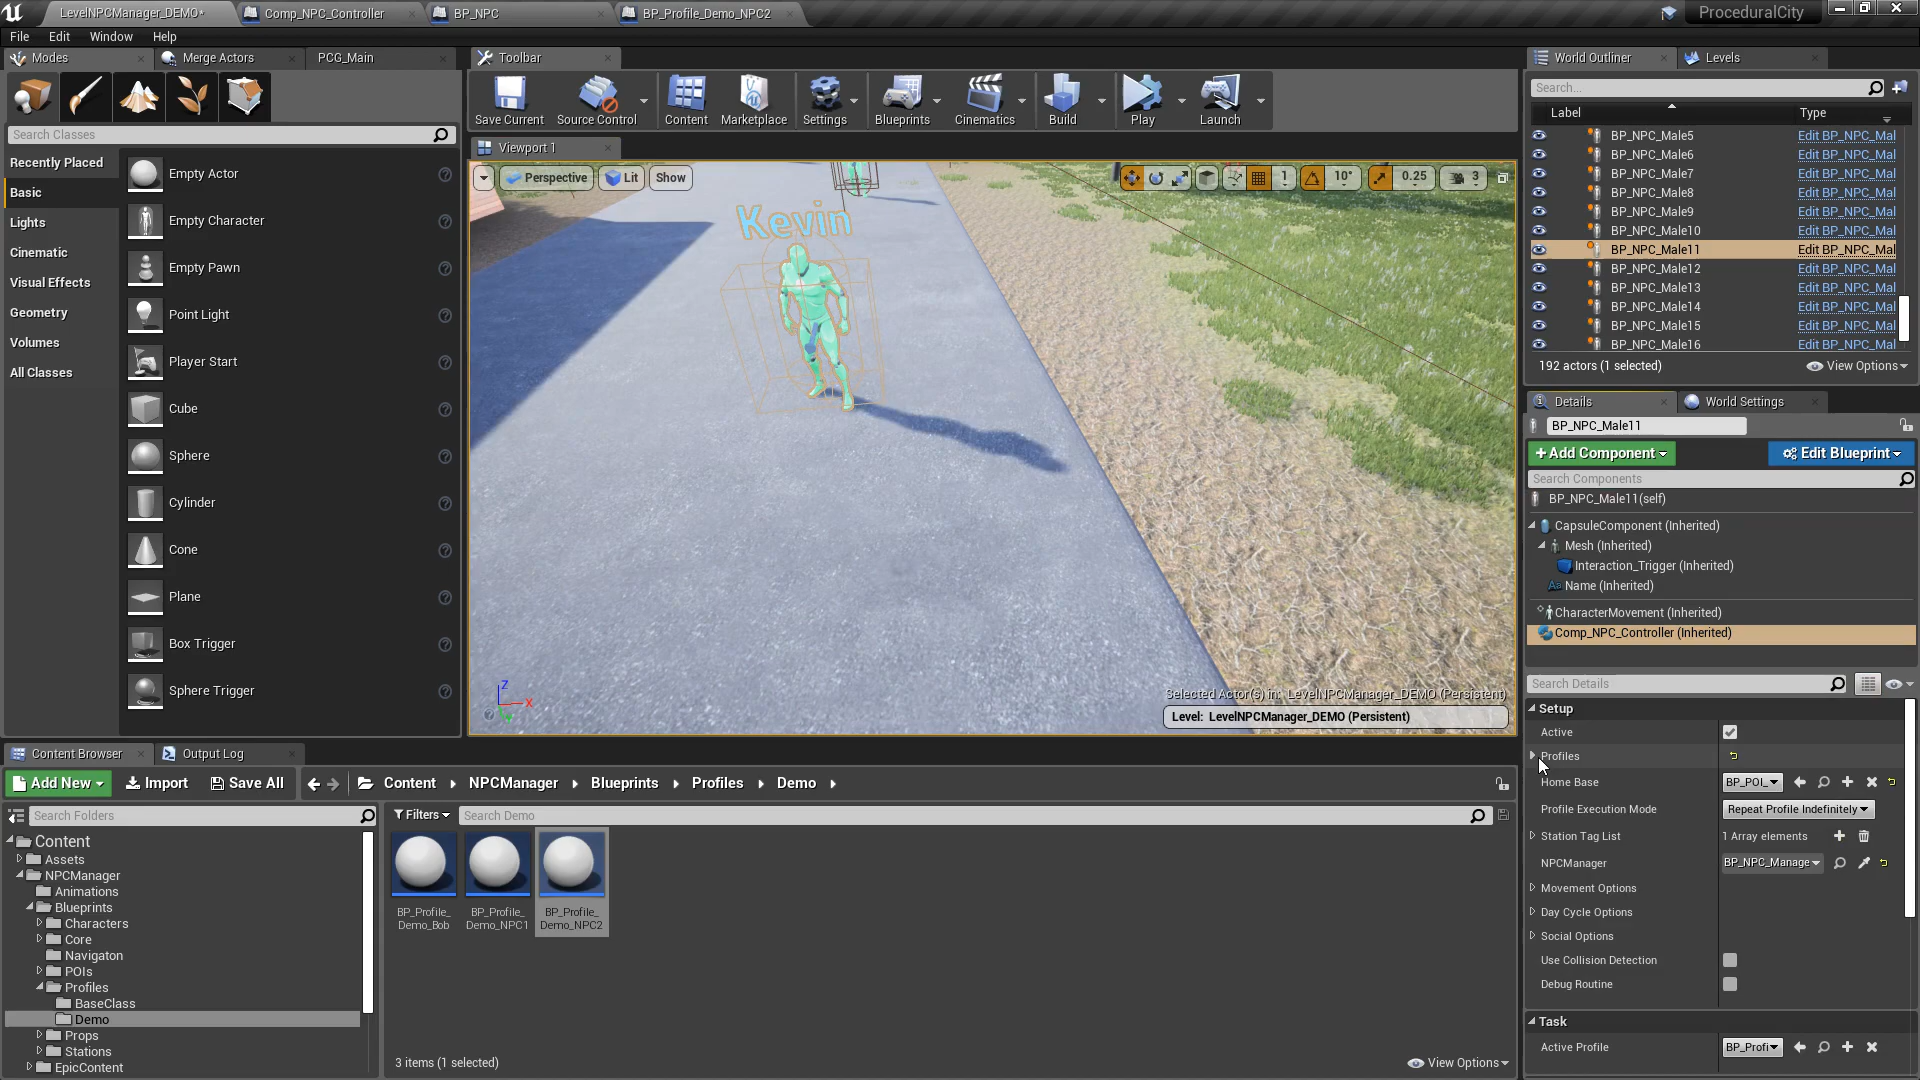 LevelNPCManager_DEMO*
Comp_NPC_Controller
BP_NPC
BP_Profile_Demo_NPC2
ProceduralCity
File
Edit
Window
Help
Modes
Merge Actors
PCG_Main
Toolbar
World Outliner
Levels
Save Current
Source Control
Content
Marketplace
Settings
Blueprints
Cinematics
Build
Play
Launch
Search...
Label
Type
Search Classes
Recently Placed
Basic
Lights
Cinematic
Visual Effects
Geometry
Volumes
All Classes
Empty Actor
Empty Character
Empty Pawn
Point Light
Player Start
Cube
Sphere
Cylinder
Cone
Plane
Box Trigger
Sphere Trigger
Viewport 1
Perspective
Lit
Show
1
10°
0.25
3
Kevin
Z
X
Selected Actor(s) in: LevelNPCManager_DEMO (Persistent)
Level: LevelNPCManager_DEMO (Persistent)
BP_NPC_Male5 Edit BP_NPC_Mal
BP_NPC_Male6 Edit BP_NPC_Mal
BP_NPC_Male7 Edit BP_NPC_Mal
BP_NPC_Male8 Edit BP_NPC_Mal
BP_NPC_Male9 Edit BP_NPC_Mal
BP_NPC_Male10 Edit BP_NPC_Mal
BP_NPC_Male11 Edit BP_NPC_Mal
BP_NPC_Male12 Edit BP_NPC_Mal
BP_NPC_Male13 Edit BP_NPC_Mal
BP_NPC_Male14 Edit BP_NPC_Mal
BP_NPC_Male15 Edit BP_NPC_Mal
BP_NPC_Male16 Edit BP_NPC_Mal
192 actors (1 selected)
View Options
Details
World Settings
BP_NPC_Male11
+Add Component
Edit Blueprint
Search Components
BP_NPC_Male11(self)
CapsuleComponent (Inherited)
Mesh (Inherited)
Interaction_Trigger (Inherited)
Name (Inherited)
CharacterMovement (Inherited)
Comp_NPC_Controller (Inherited)
Search Details
Setup
Active
Profiles
Home Base BP_POI_
Profile Execution Mode Repeat Profile Indefinitely
Station Tag List 1 Array elements
NPCManager BP_NPC_Manage
Movement Options
Day Cycle Options
Social Options
Use Collision Detection
Debug Routine
Task
Active Profile BP_Profi
Content Browser
Output Log
Add New
Import
Save All
Content
NPCManager
Blueprints
Profiles
Demo
Search Folders
Filters
Search Demo
Content
Assets
NPCManager
Animations
Blueprints
Characters
Core
Navigaton
POIs
Profiles
BaseClass
Demo
Props
Stations
EpicContent
BP_Profile_
Demo_Bob
BP_Profile_
Demo_NPC1
BP_Profile_
Demo_NPC2
3 items (1 selected)
View Options